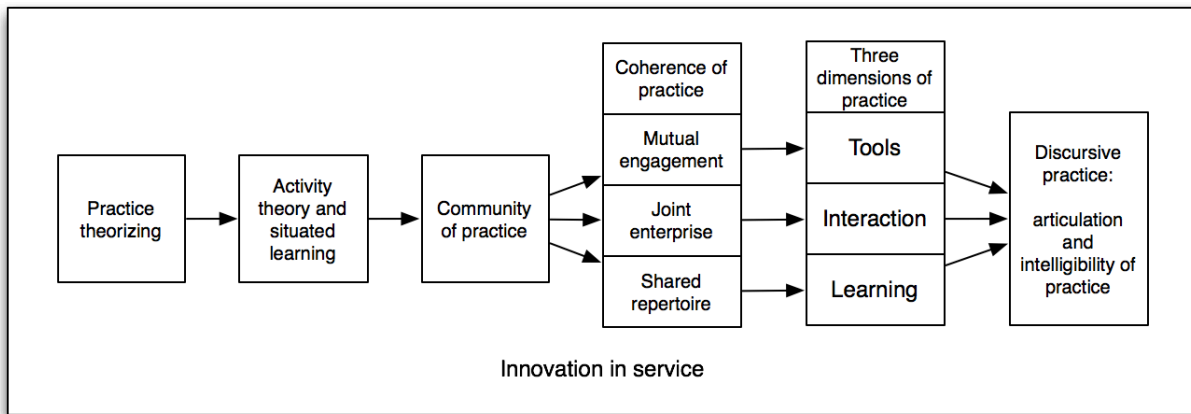 Practice
theorizing
Activity
theory and
situated
learning
Community
of practice
Coherence of
practice
Mutual
engagement
Joint
enterprise
Shared
repertoire
Three
dimensions of
practice
Tools
Interaction
Learning
Discursive
practice:
articulation
and
intelligibility of
practice
Innovation in service